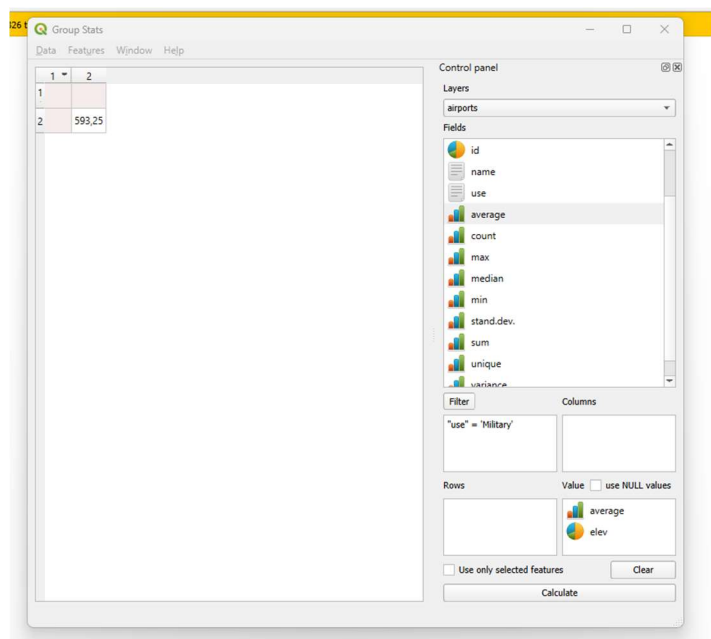 326 t
Group Stats
Data Features Window Help
Control panel
1 2
Layers
1
airports
2 593,25
Fields
id
name
use
average
count
max
median
min
stand.dev.
sum
unique
variance
Filter Columns
"use" = 'Military'
Rows Value use NULL values
average
elev
Use only selected features Clear
Calculate